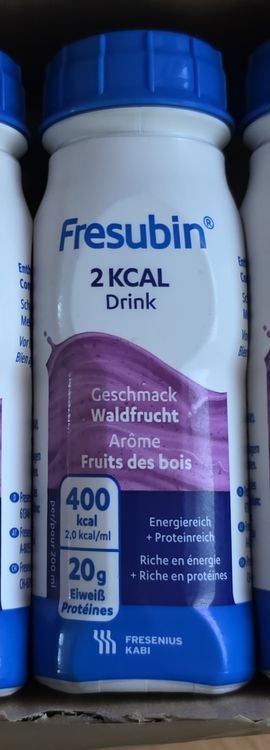 Fresubin®
2 KCAL
Drink
Geschmack
Waldfrucht
Arôme
Fruits des bois
400
kcal
2,0 kcal/ml
20g
Eiweiß
Protéines
per/pour 200 ml
Energiereich
+ Proteinreich
Riche en énergie
+ Riche en protéines
FRESENIUS
KABI